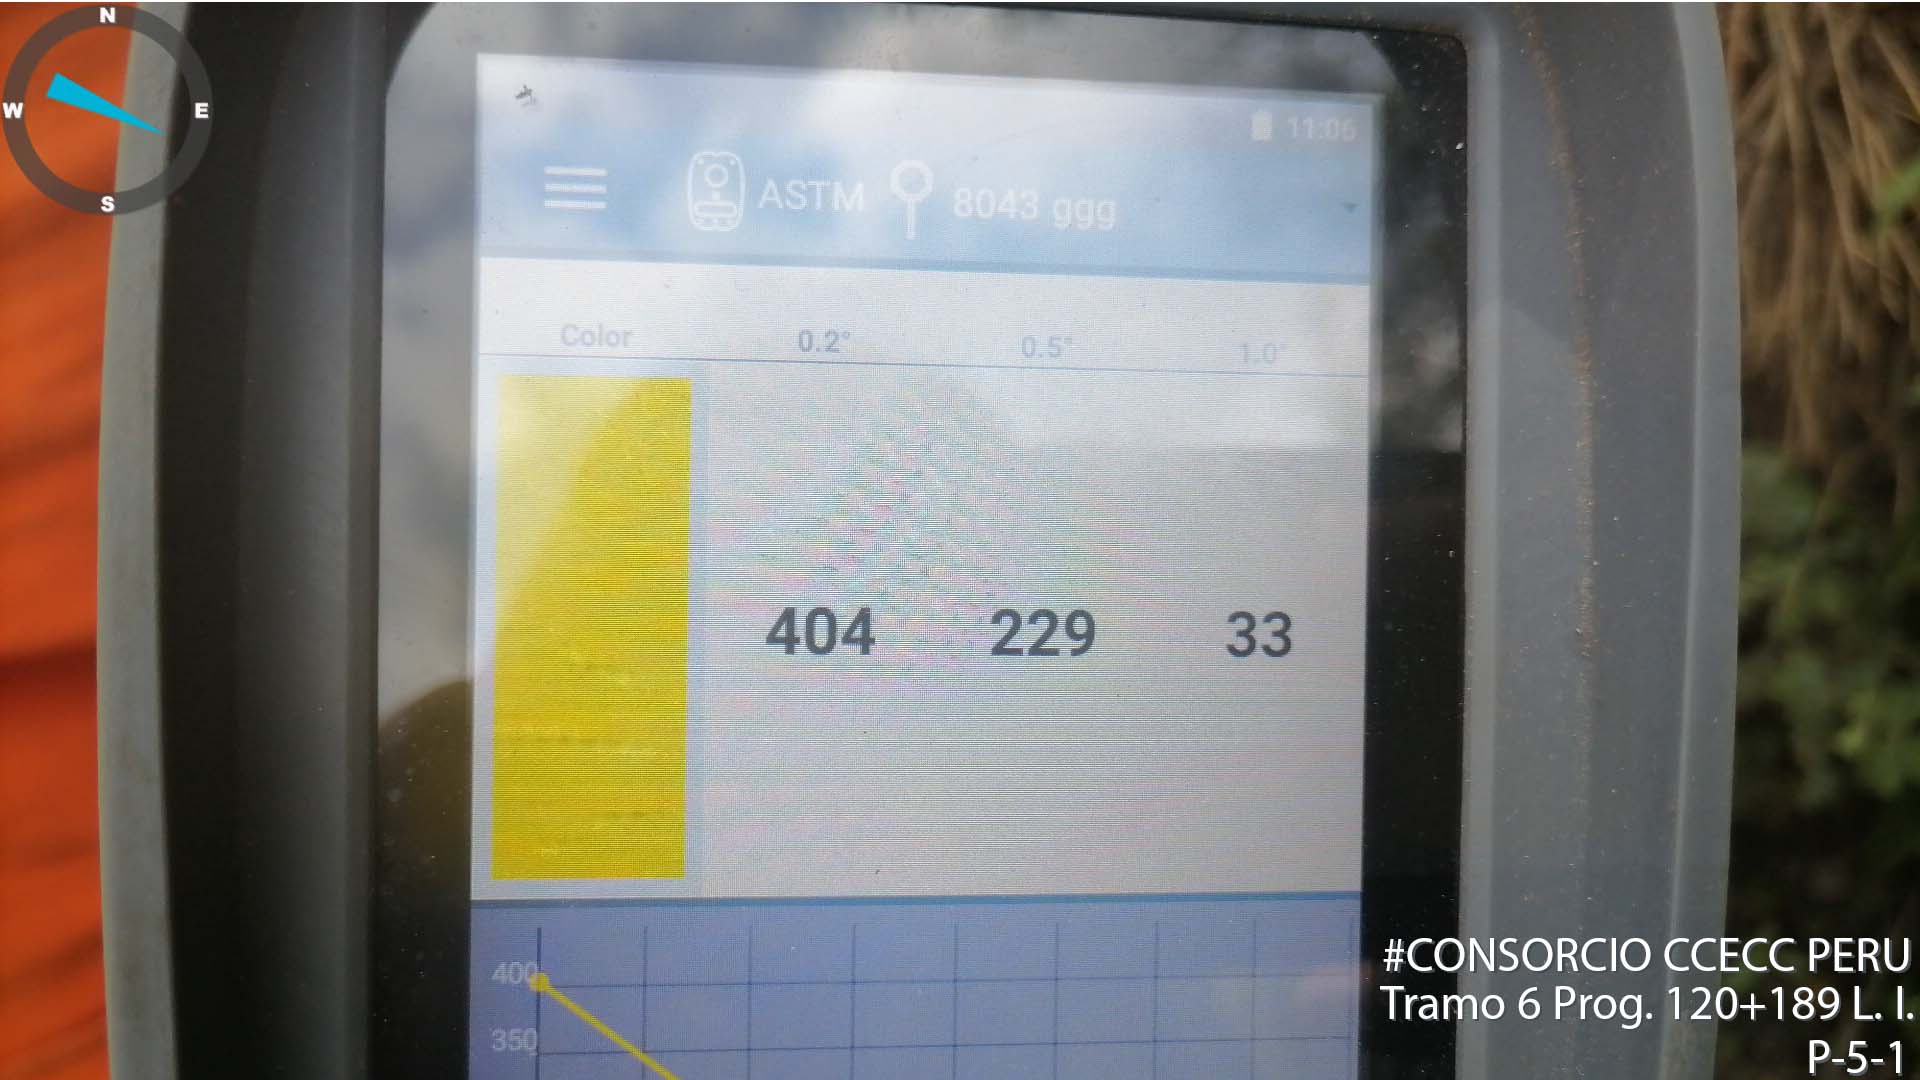 N
W E
S
11:06
ASTM 8043 ggg
Color 0.2° 0.5° 1.0°
404 229 33
400
350
#CONSORCIO CCECC PERU
Tramo 6 Prog. 120+189 L. I.
P-5-1